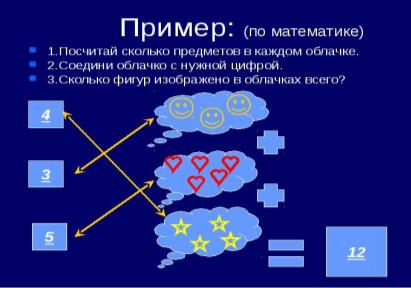 Пример: (по математике)
1.Посчитай сколько предметов в каждом облачке.
2.Соедини облачко с нужной цифрой.
3.Сколько фигур изображено в облачках всего?
4
3
5
12